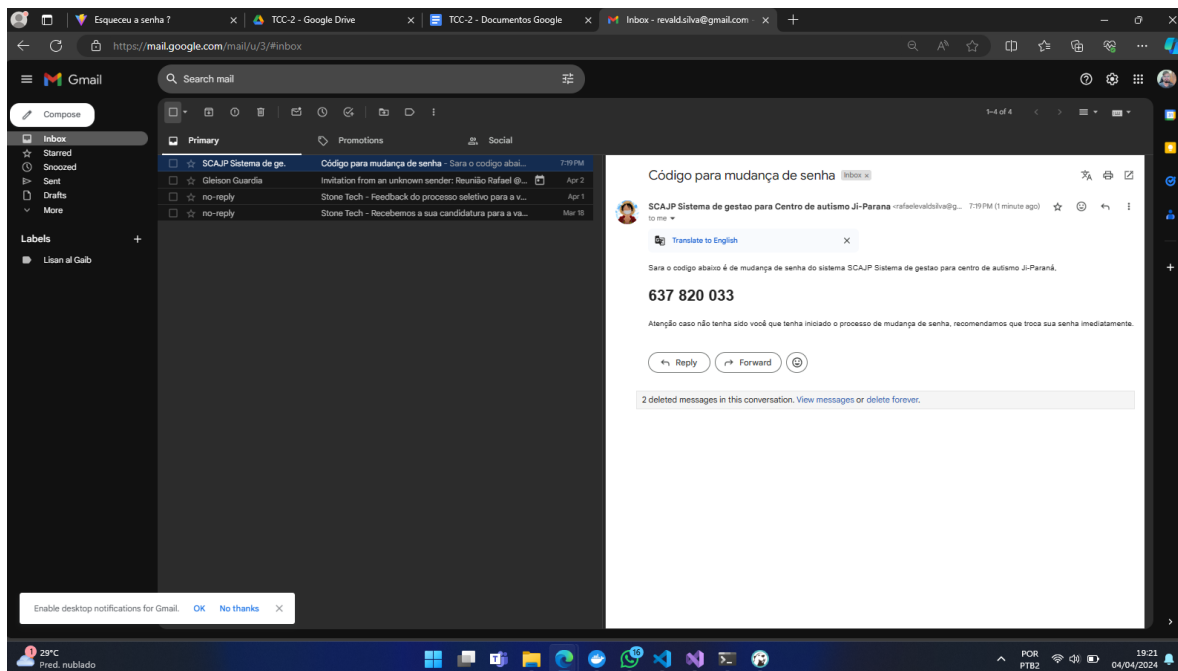 Esqueceu a senha ?
TCC-2 - Google Drive
TCC-2 - Documentos Google
Inbox - revald.silva@gmail.com -
https://mail.google.com/mail/u/3/#inbox
Gmail
Search mail
Compose
1–4 of 4
Inbox
Starred
Snoozed
Sent
Drafts
More
Labels
Lisan al Gaib
Primary
Promotions
Social
SCAJP Sistema de ge. Código para mudança de senha - Sara o codigo abai... 7:19 PM
Gleison Guardia Invitation from an unknown sender: Reunião Rafael @... Apr 2
no-reply Stone Tech - Feedback do processo seletivo para a v... Apr 1
no-reply Stone Tech - Recebemos a sua candidatura para a va... Mar 18
Código para mudança de senha Inbox x
SCAJP Sistema de gestao para Centro de autismo Ji-Parana <rafaelevaldsilva@g... 7:19 PM (1 minute ago)
to me
Translate to English
Sara o codigo abaixo é de mudança de senha do sistema SCAJP Sistema de gestao para centro de autismo Ji-Paraná.
637 820 033
Atenção caso não tenha sido você que tenha iniciado o processo de mudança de senha, recomendamos que troca sua senha imediatamente.
Reply
Forward
2 deleted messages in this conversation. View messages or delete forever.
Enable desktop notifications for Gmail. OK No thanks
1
29°C
Pred. nublado
16
POR
PTB2
19:21
04/04/2024